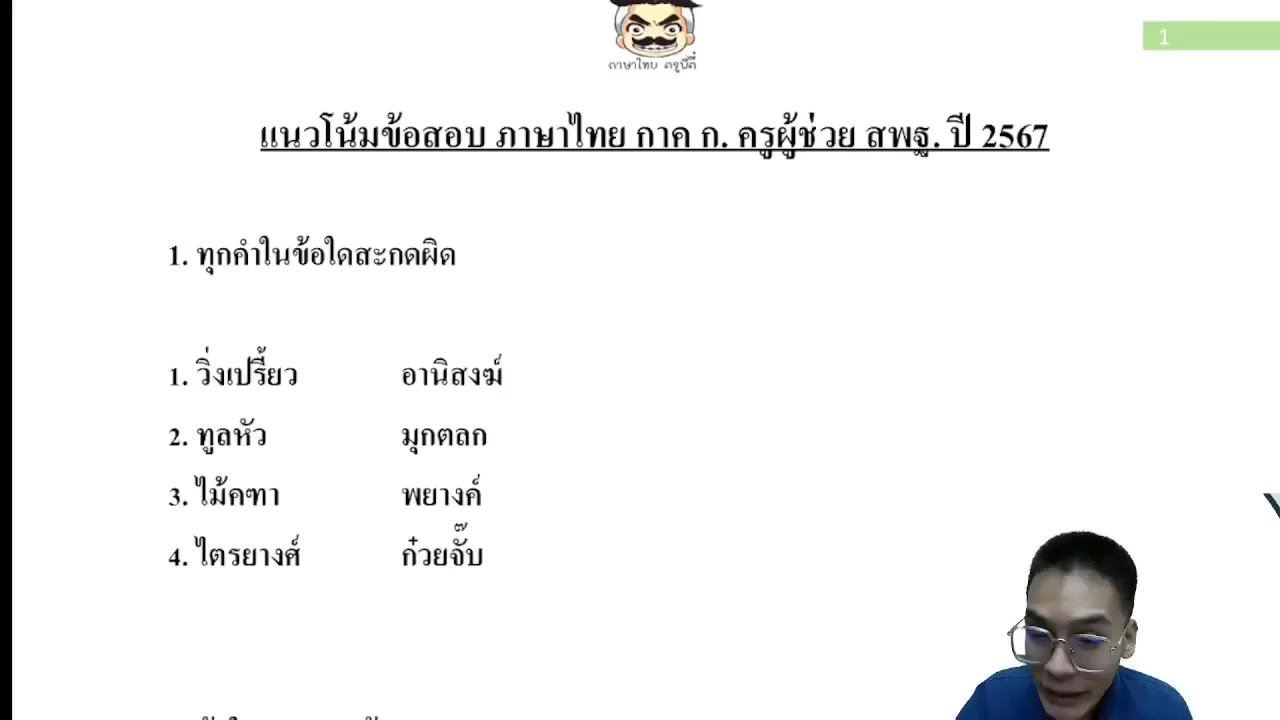 ภาษาไทย ครูบีตี้
1
แนวโน้มข้อสอบ ภาษาไทย ภาค ก. ครูผู้ช่วย สพฐ. ปี 2567
1. ทุกคำในข้อใดสะกดผิด
1. วิ่งเปรี้ยว อานิสงฆ์
2. ทูลหัว มุกตลก
3. ไม้คฑา พยางค์
4. ไตรยางศ์ ก๋วยจั๊บ